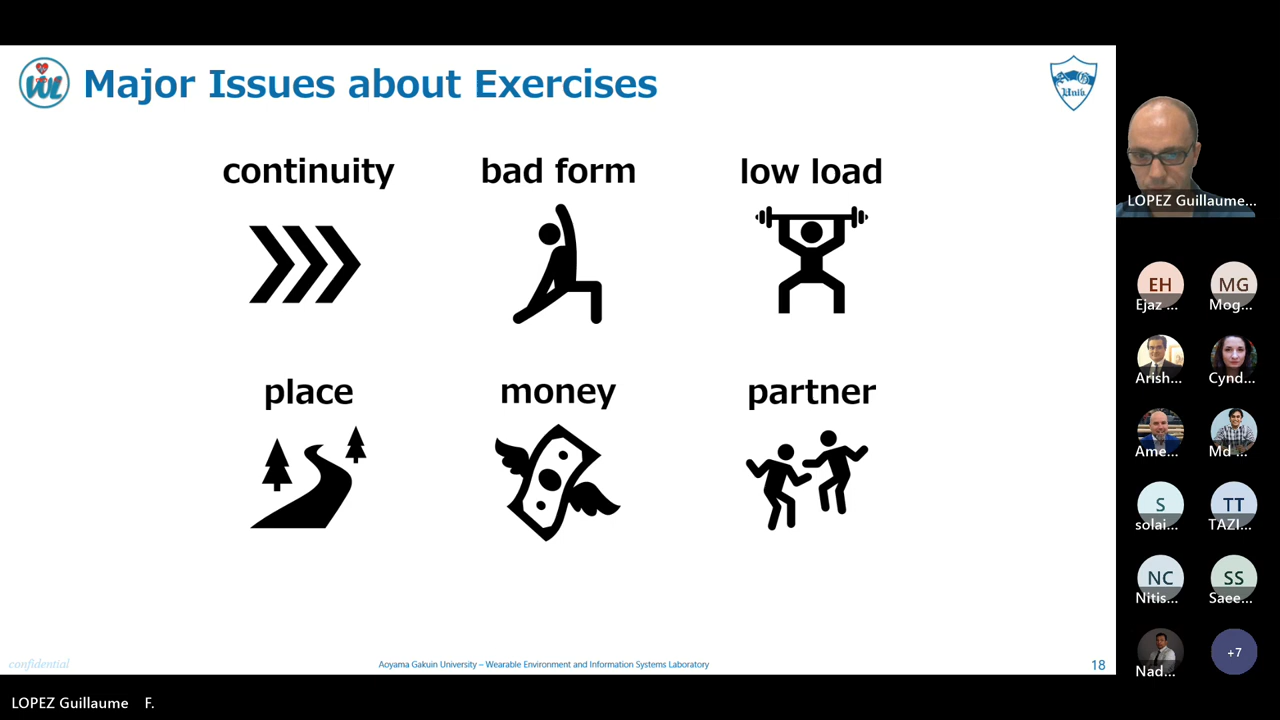 Major Issues about Exercises
Unih
continuity
bad form
low load
place
money
partner
confidential
Aoyama Gakuin University – Wearable Environment and Information Systems Laboratory
18
LOPEZ Guillaume...
EH
MG
Ejaz ...
Mog...
Arish...
Cynd...
Ame...
Md ...
S
TT
solai...
TAZI...
NC
SS
Nitis...
Saee...
Nad...
+7
LOPEZ Guillaume F.